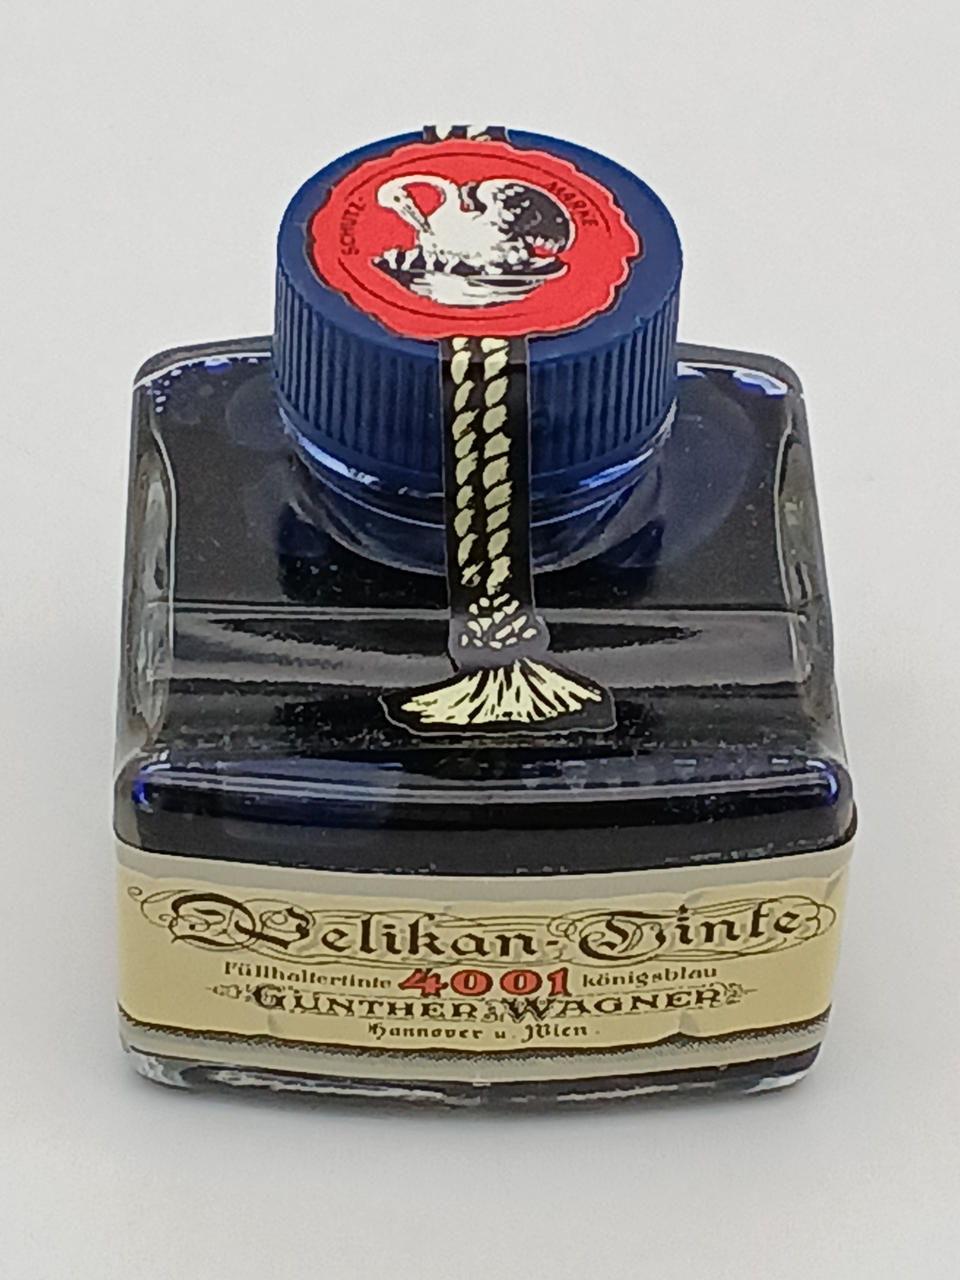 SCHUTZ- MARKE
Pelikan-Tinte
Füllhaltertinte 4001 königsblau
GÜNTHER WAGNER
Hannover u. Wien.